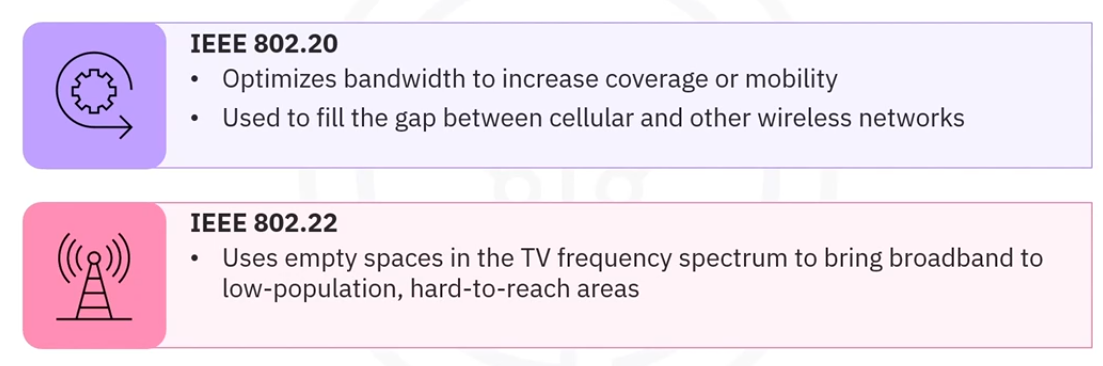 IEEE 802.20
• Optimizes bandwidth to increase coverage or mobility
• Used to fill the gap between cellular and other wireless networks
IEEE 802.22
• Uses empty spaces in the TV frequency spectrum to bring broadband to
low-population, hard-to-reach areas